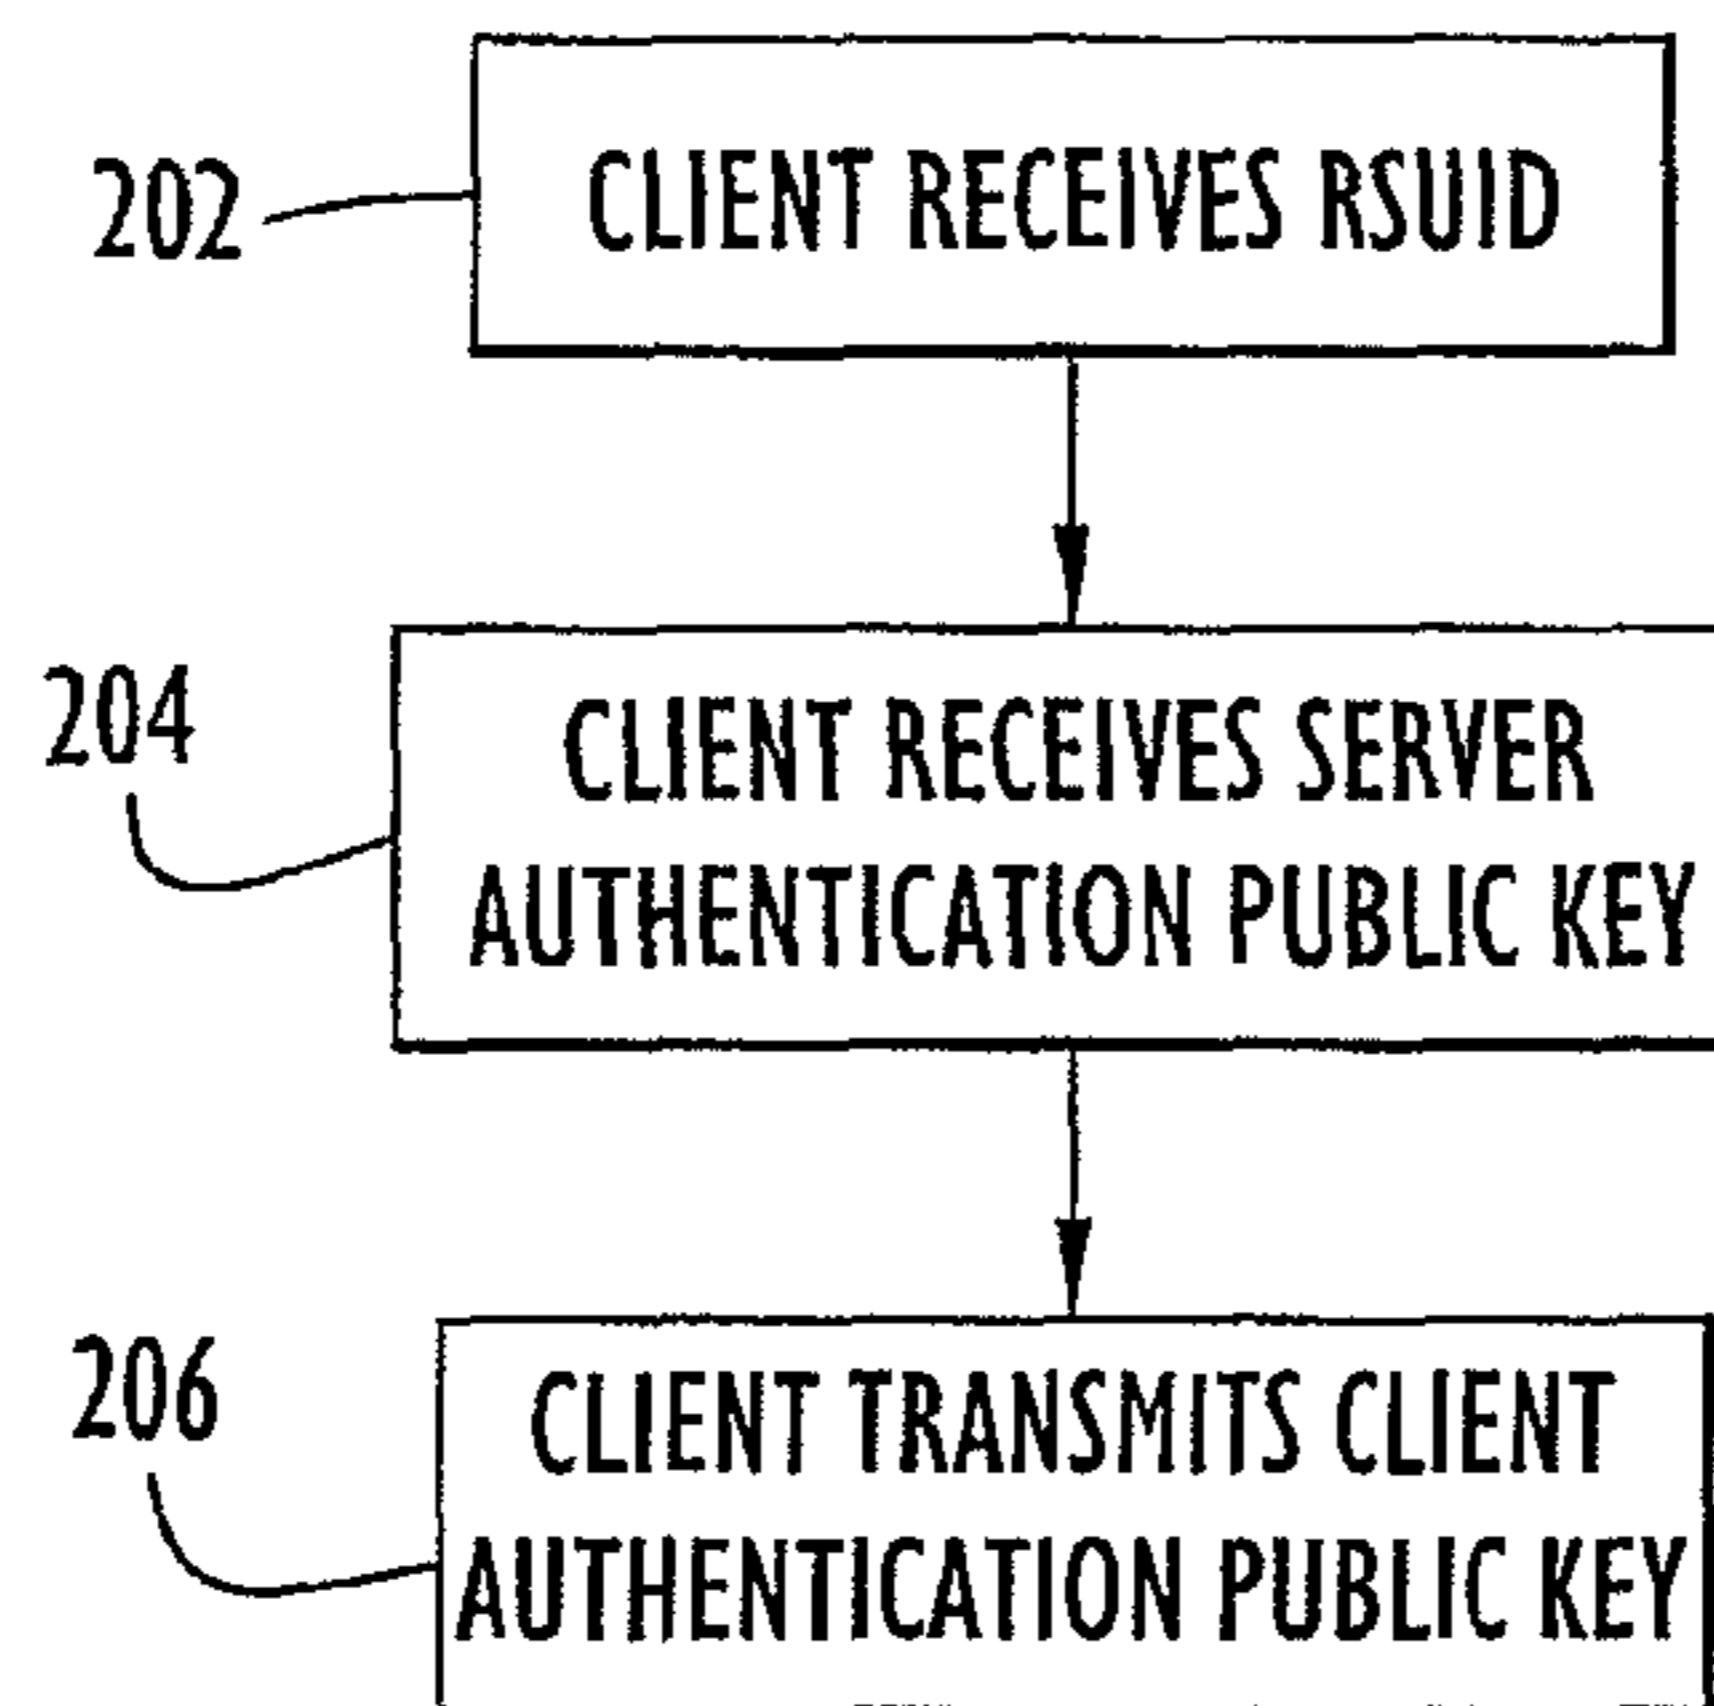 202
CLIENT RECEIVES RSUID
204
CLIENT RECEIVES SERVER
AUTHENTICATION PUBLIC KEY
206
CLIENT TRANSMITS CLIENT
AUTHENTICATION PUBLIC KEY